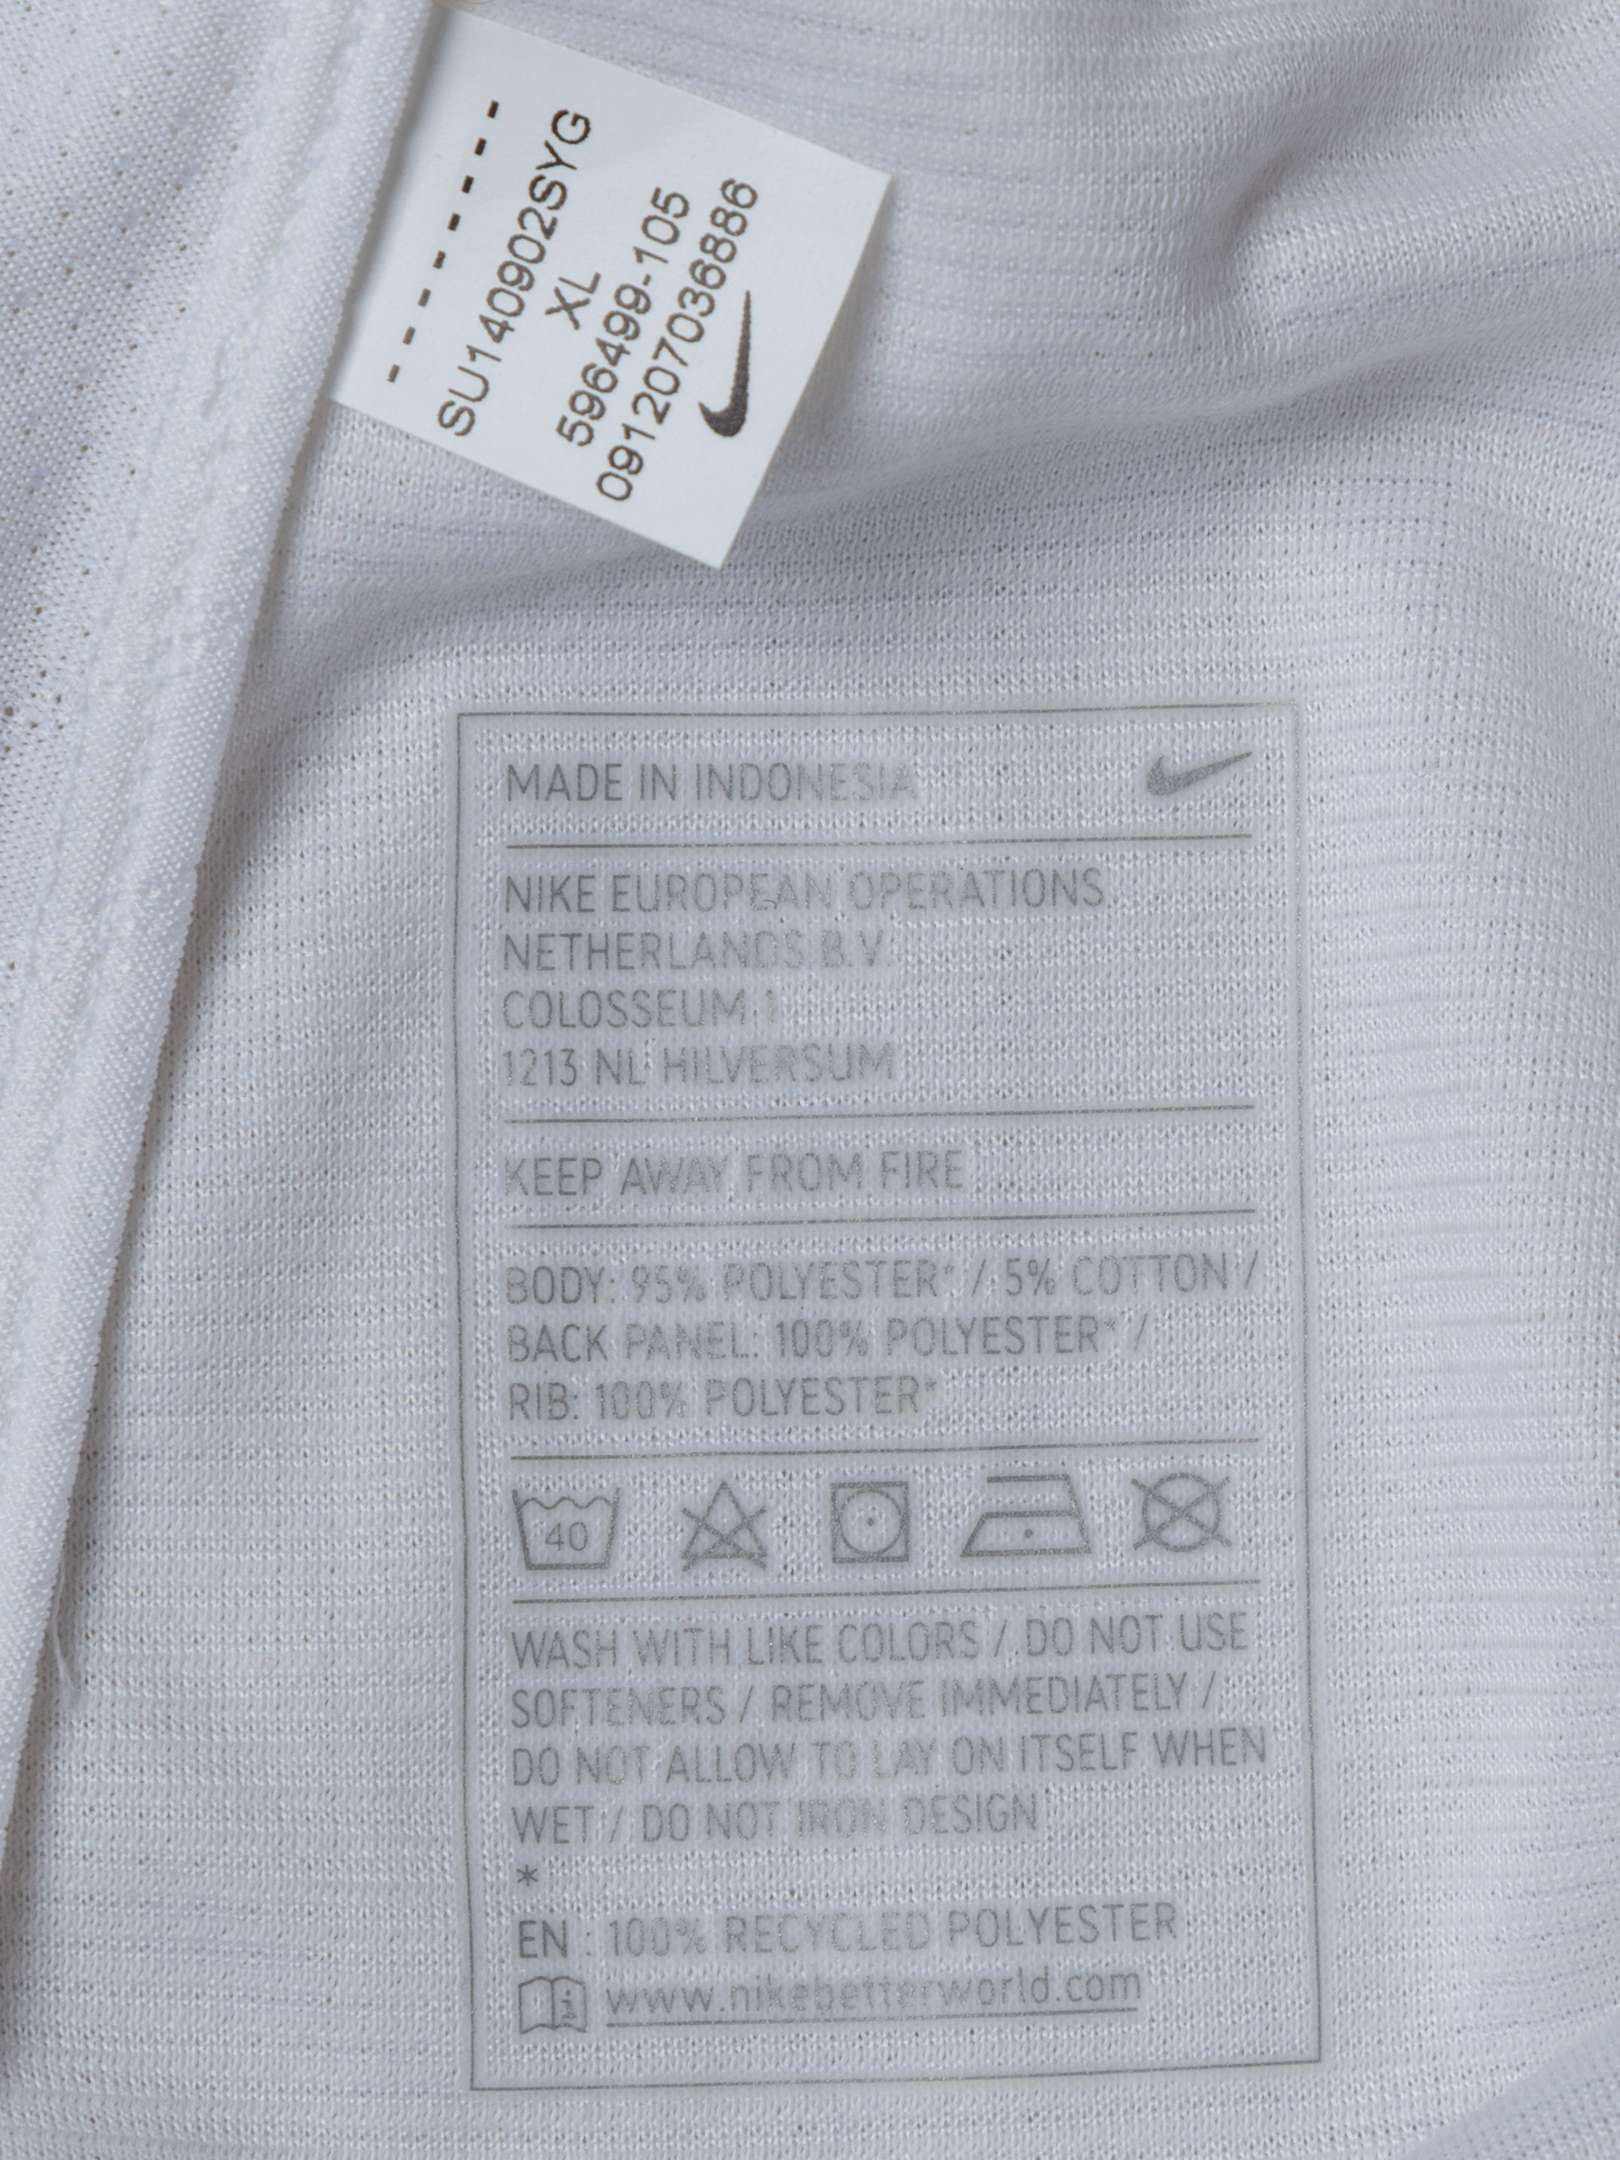 SU140902SYG
XL
596499-105
091207036886
MADE IN INDONESIA
NIKE EUROPEAN OPERATIONS
NETHERLANDS B.V.
COLOSSEUM 1
1213 NL HILVERSUM
KEEP AWAY FROM FIRE
BODY: 95% POLYESTER* / 5% COTTON /
BACK PANEL: 100% POLYESTER* /
RIB: 100% POLYESTER*
40
WASH WITH LIKE COLORS / DO NOT USE
SOFTENERS / REMOVE IMMEDIATELY /
DO NOT ALLOW TO LAY ON ITSELF WHEN
WET / DO NOT IRON DESIGN
*
EN : 100% RECYCLED POLYESTER
www.nikebetterworld.com